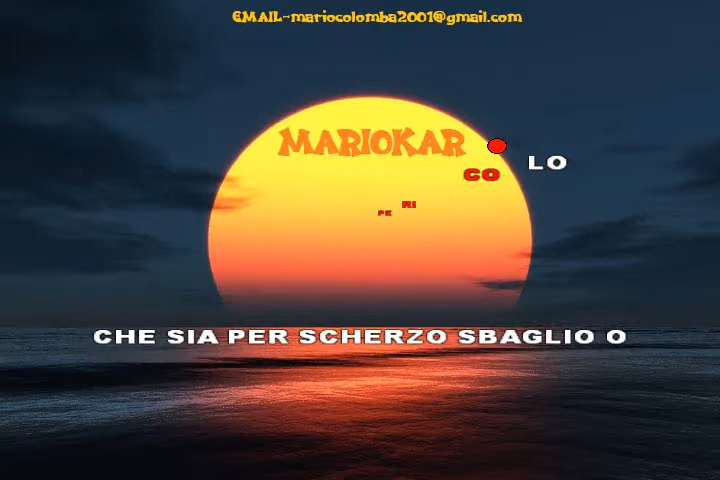 EMAIL-mariocolomba2001@gmail.com
MARIOKAR
LO
CO
RI
PE
CHE SIA PER SCHERZO SBAGLIO O